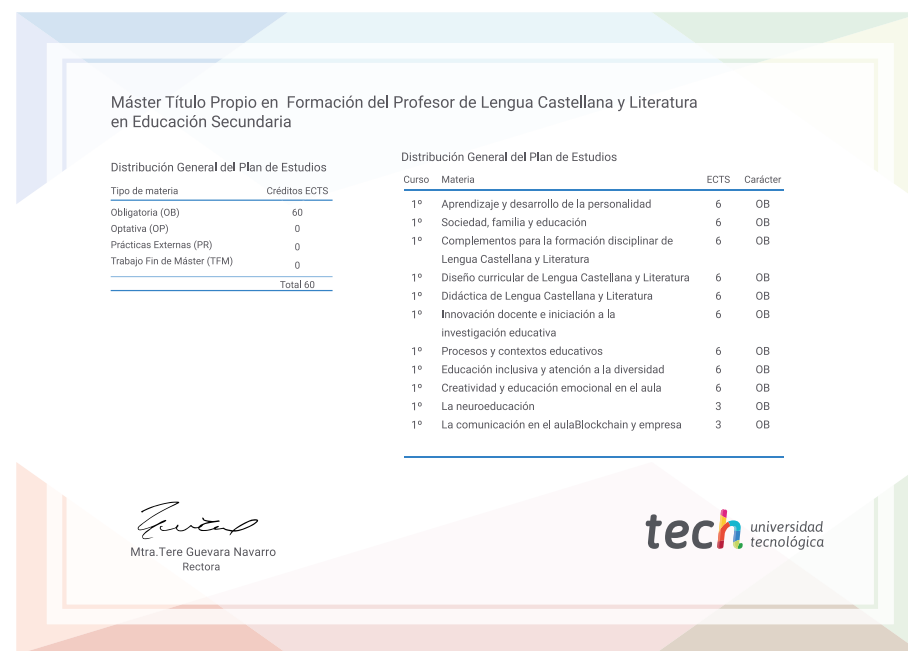 Máster Título Propio en Formación del Profesor de Lengua Castellana y Literatura
en Educación Secundaria
Distribución General del Plan de Estudios
Tipo de materia Créditos ECTS
Obligatoria (OB) 60
Optativa (OP) 0
Prácticas Externas (PR) 0
Trabajo Fin de Máster (TFM) 0
Total 60
Distribución General del Plan de Estudios
Curso Materia ECTS Carácter
1º Aprendizaje y desarrollo de la personalidad 6 OB
1º Sociedad, familia y educación 6 OB
1º Complementos para la formación disciplinar de 6 OB
Lengua Castellana y Literatura
1º Diseño curricular de Lengua Castellana y Literatura 6 OB
1º Didáctica de Lengua Castellana y Literatura 6 OB
1º Innovación docente e iniciación a la 6 OB
investigación educativa
1º Procesos y contextos educativos 6 OB
1º Educación inclusiva y atención a la diversidad 6 OB
1º Creatividad y educación emocional en el aula 6 OB
1º La neuroeducación 3 OB
1º La comunicación en el aulaBlockchain y empresa 3 OB
Mtra.Tere Guevara Navarro
Rectora
tech universidad
tecnológica